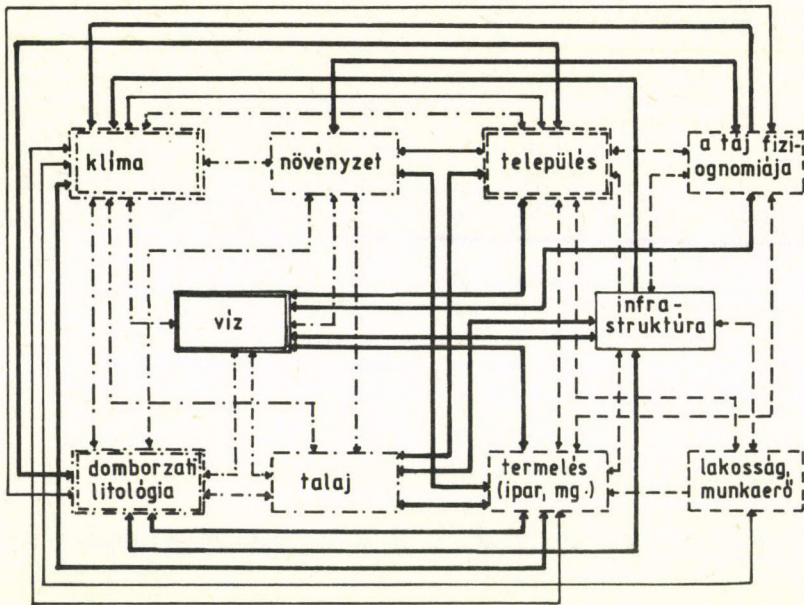 klíma
növényzet
település
a táj fizi-
ognomiája
víz
infra-
struktúra
domborzati
litológia
talaj
termelés
(ipar, mg.)
lakosság,
munkaerő